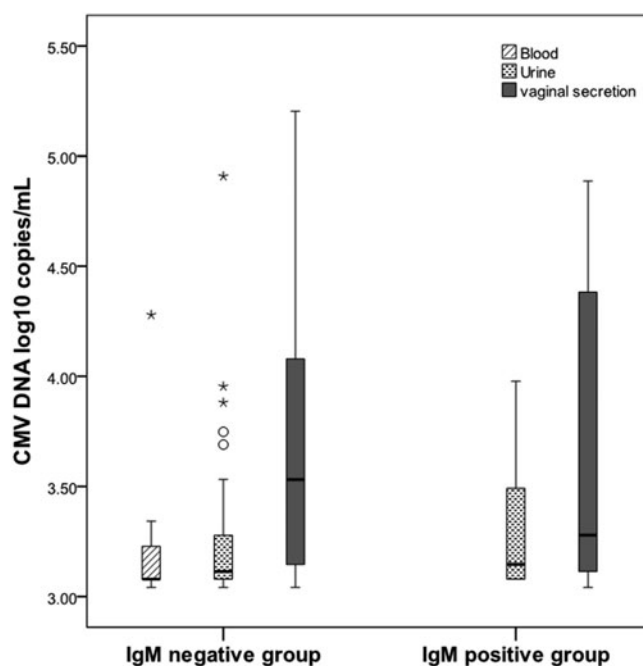 5.50
Blood
Urine
vaginal secretion
5.00
4.50
4.00
3.50
3.00
CMV DNA log10 copies/mL
IgM negative group
IgM positive group